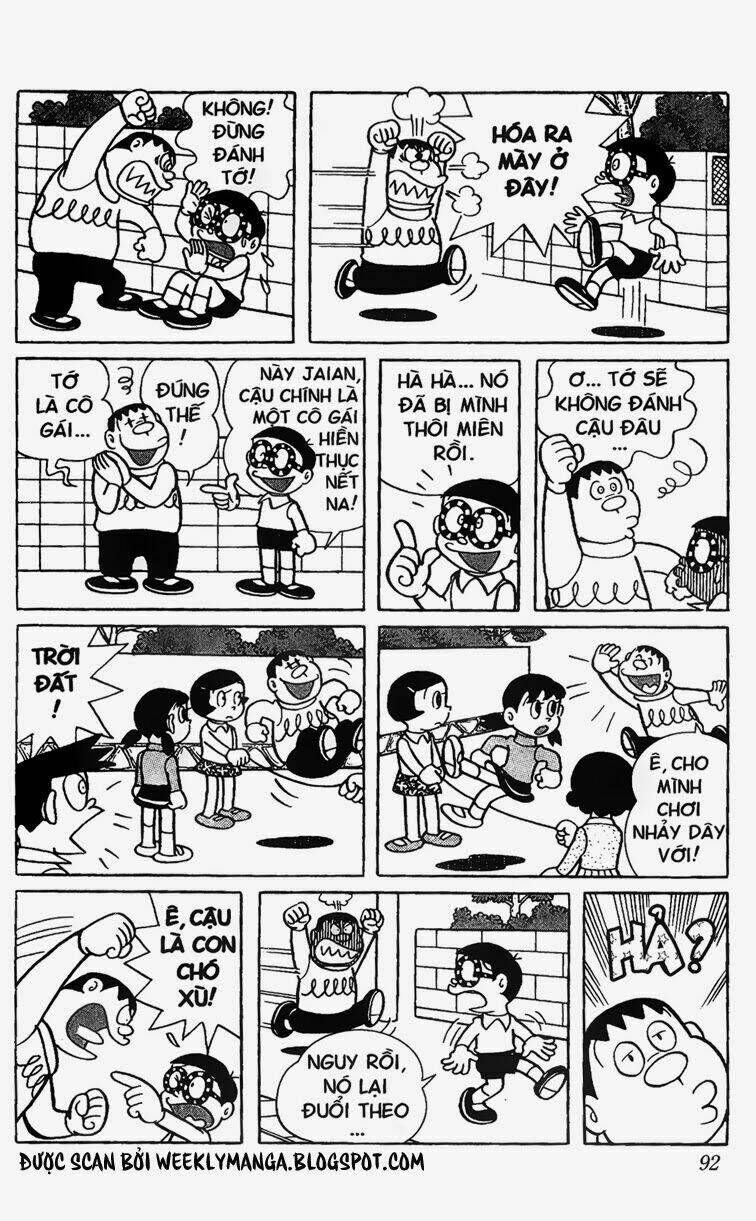 HÓA RA
MÀY Ở
ĐÂY!
KHÔNG!
ĐỪNG
ĐÁNH
TỚ!
Ơ... TỚ SẼ
KHÔNG ĐÁNH
CẬU ĐÂU
...
HÀ HÀ... NÓ
ĐÃ BỊ MÌNH
THÔI MIÊN
RỒI.
NÀY JAIAN,
CẬU CHÍNH LÀ
MỘT CÔ GÁI
HIỀN
THỤC
NẾT
NA!
ĐÚNG
THẾ
!
TỚ
LÀ CÔ
GÁI...
Ê, CHO
MÌNH
CHƠI
NHẢY DÂY
VỚI!
TRỜI
ĐẤT
!
HẢ?
NGUY RỒI,
NÓ LẠI
ĐUỔI THEO
...
Ê, CẬU
LÀ CON
CHÓ
XÙ!
ĐƯỢC SCAN BỞI WEEKLYMANGA.BLOGSPOT.COM
92